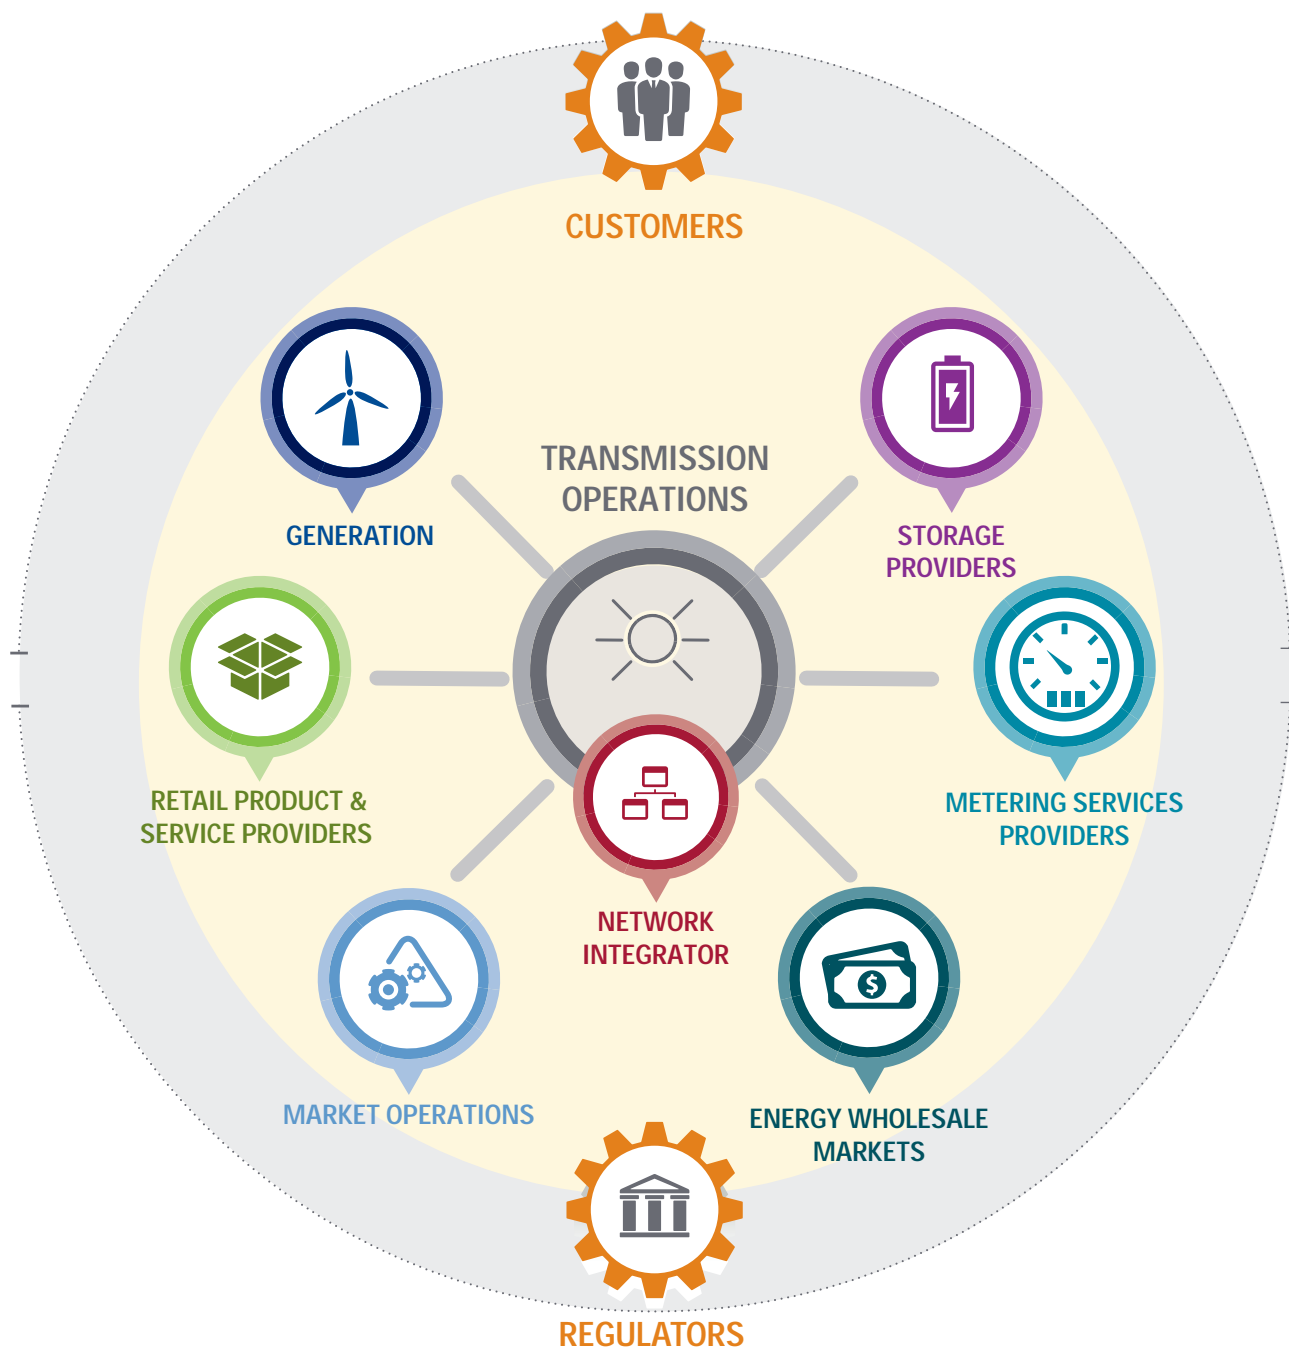 CUSTOMERS
TRANSMISSION
OPERATIONS
GENERATION
STORAGE
PROVIDERS
RETAIL PRODUCT &
SERVICE PROVIDERS
METERING SERVICES
PROVIDERS
NETWORK
INTEGRATOR
$
MARKET OPERATIONS
ENERGY WHOLESALE
MARKETS
REGULATORS